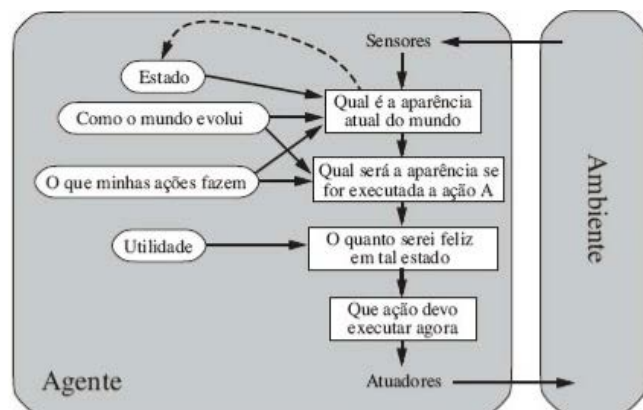 Sensores
Estado
Qual é a aparência
atual do mundo
Como o mundo evolui
O que minhas ações fazem
Qual será a aparência se
for executada a ação A
Utilidade
O quanto serei feliz
em tal estado
Que ação devo
executar agora
Agente
Atuadores
Ambiente